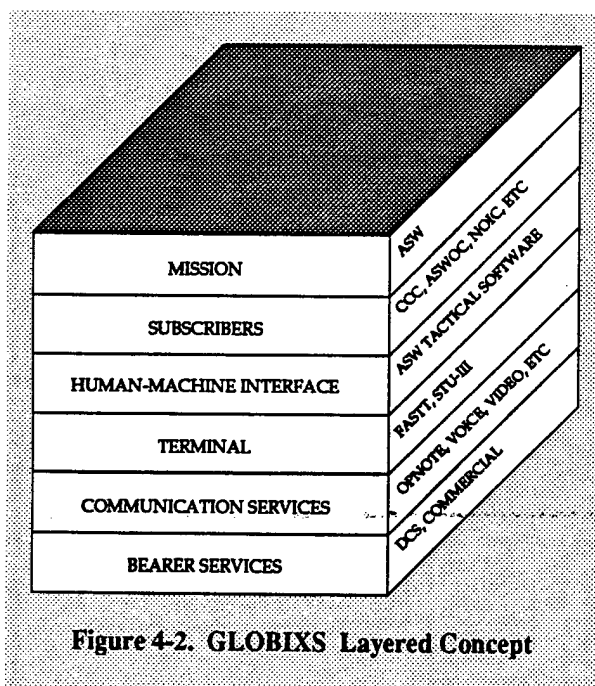 MISSION
SUBSCRIBERS
HUMAN-MACHINE INTERFACE
TERMINAL
COMMUNICATION SERVICES
BEARER SERVICES
ASW
CCC, ASWOC, NOIC, ETC
ASW TACTICAL SOFTWARE
FASTT, STU-III
OPNOTE, VOICE, VIDEO, ETC
DCS, COMMERCIAL
Figure 4-2. GLOBIXS Layered Concept